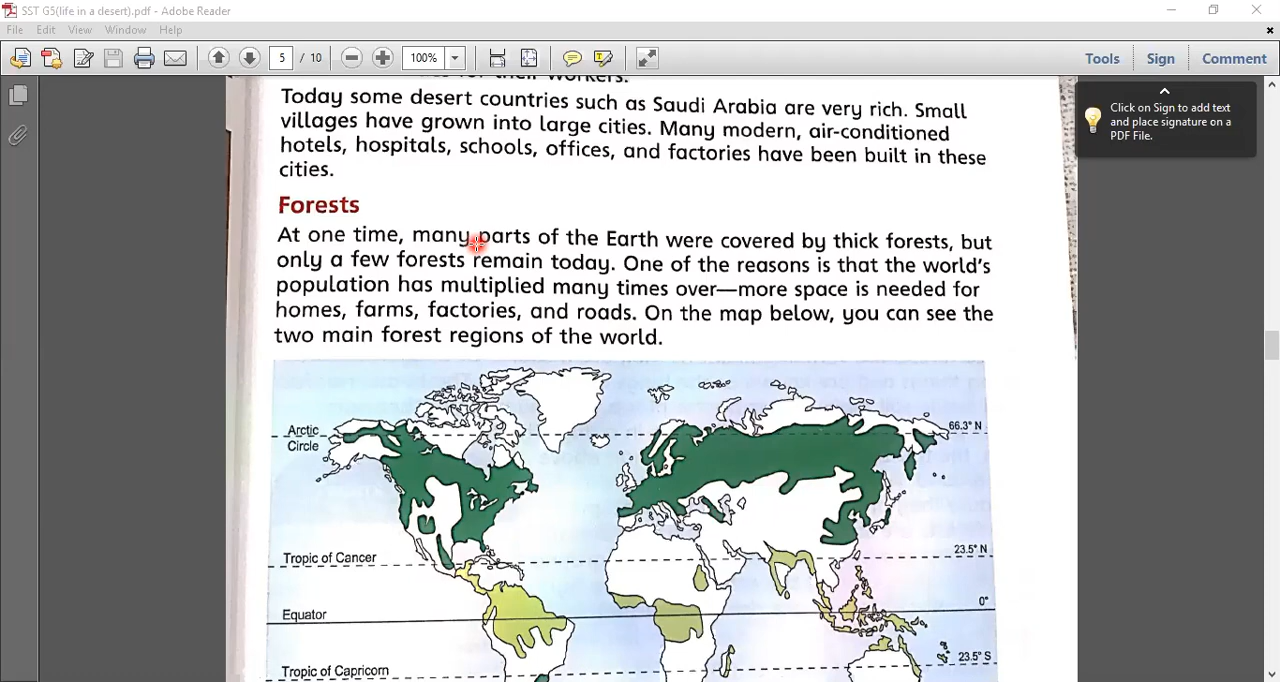 SST G5(life in a desert).pdf - Adobe Reader
File Edit View Window Help
5 / 10 100% Tools Sign Comment
for their workers.
Today some desert countries such as Saudi Arabia are very rich. Small
villages have grown into large cities. Many modern, air-conditioned
hotels, hospitals, schools, offices, and factories have been built in these
cities.
Click on Sign to add text
and place signature on a
PDF File.
Forests
At one time, many parts of the Earth were covered by thick forests, but
only a few forests remain today. One of the reasons is that the world's
population has multiplied many times over—more space is needed for
homes, farms, factories, and roads. On the map below, you can see the
two main forest regions of the world.
Arctic
Circle
66.3° N
Tropic of Cancer
23.5° N
Equator
0°
Tropic of Capricorn
23.5° S